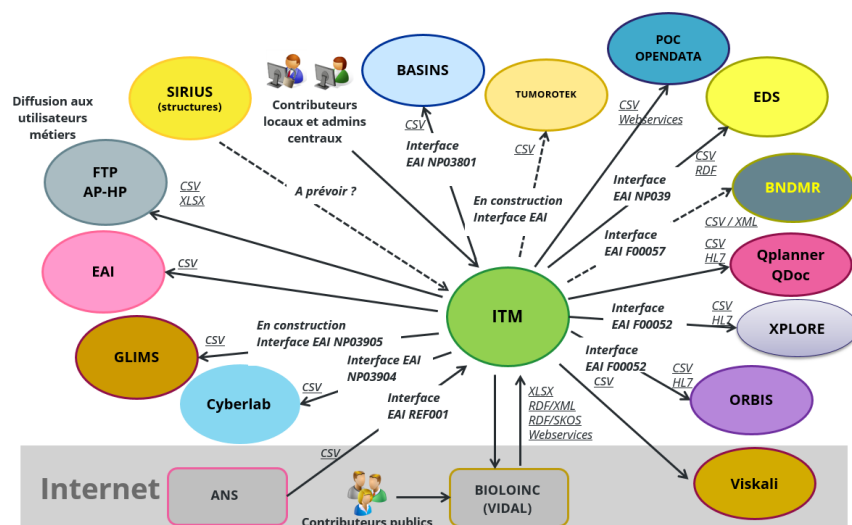 POC
OPENDATA
BASINS
SIRIUS
(structures)
TUMOROTEK
EDS
Diffusion aux
utilisateurs
métiers
Contributeurs
locaux et admins
centraux
CSV
Webservices
CSV
Interface
EAI NP03801
CSV
CSV
RDF
FTP
AP-HP
CSV
XLSX
A prévoir ?
En construction
Interface EAI
Interface
EAI NP039
BNDMR
CSV / XML
Interface
EAI F00057
EAI
CSV
CSV
HL7
Qplanner
QDoc
ITM
Interface
EAI F00052
CSV
HL7
XPLORE
En construction
Interface EAI NP03905
CSV
GLIMS
Interface EAI
NP03904
Interface
EAI F00052
CSV
CSV
HL7
Cyberlab
CSV
Interface
EAI REF001
XLSX
RDF/XML
RDF/SKOS
Webservices
ORBIS
CSV
Internet
ANS
BIOLOINC
(VIDAL)
Viskali
Contributeurs publics